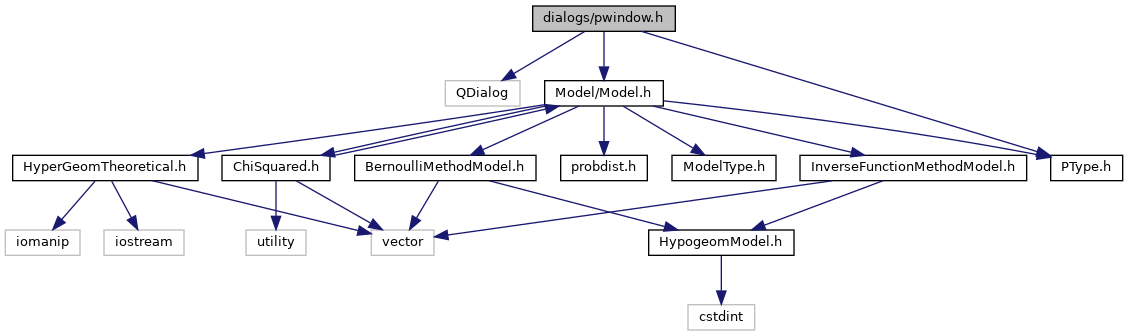 dialogs/pwindow.h
QDialog
Model/Model.h
HyperGeomTheoretical.h
ChiSquared.h
BernoulliMethodModel.h
probdist.h
ModelType.h
InverseFunctionMethodModel.h
PType.h
iomanip
iostream
utility
vector
HypogeomModel.h
cstdint